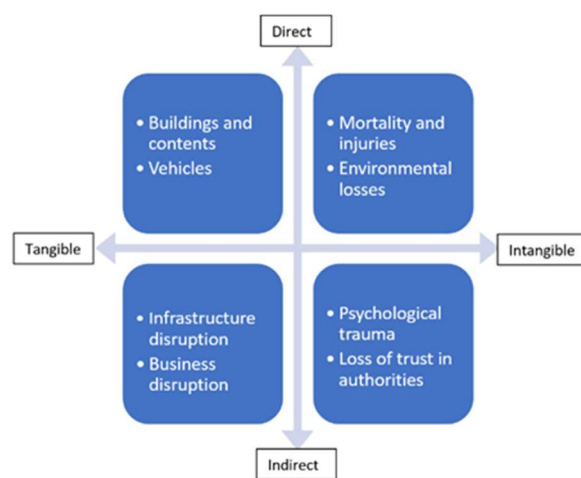 Direct
• Buildings and
contents
• Vehicles
• Mortality and
injuries
• Environmental
losses
Tangible
Intangible
• Infrastructure
disruption
• Business
disruption
• Psychological
trauma
• Loss of trust in
authorities
Indirect